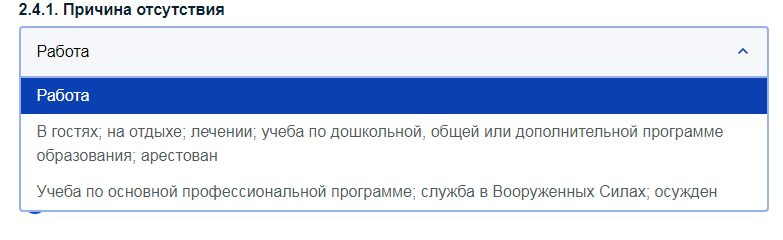 2.4.1. Причина отсутствия
Работа
Работа
В гостях; на отдыхе; лечении; учеба по дошкольной, общей или дополнительной программе
образования; арестован
Учеба по основной профессиональной программе; служба в Вооруженных Силах; осужден